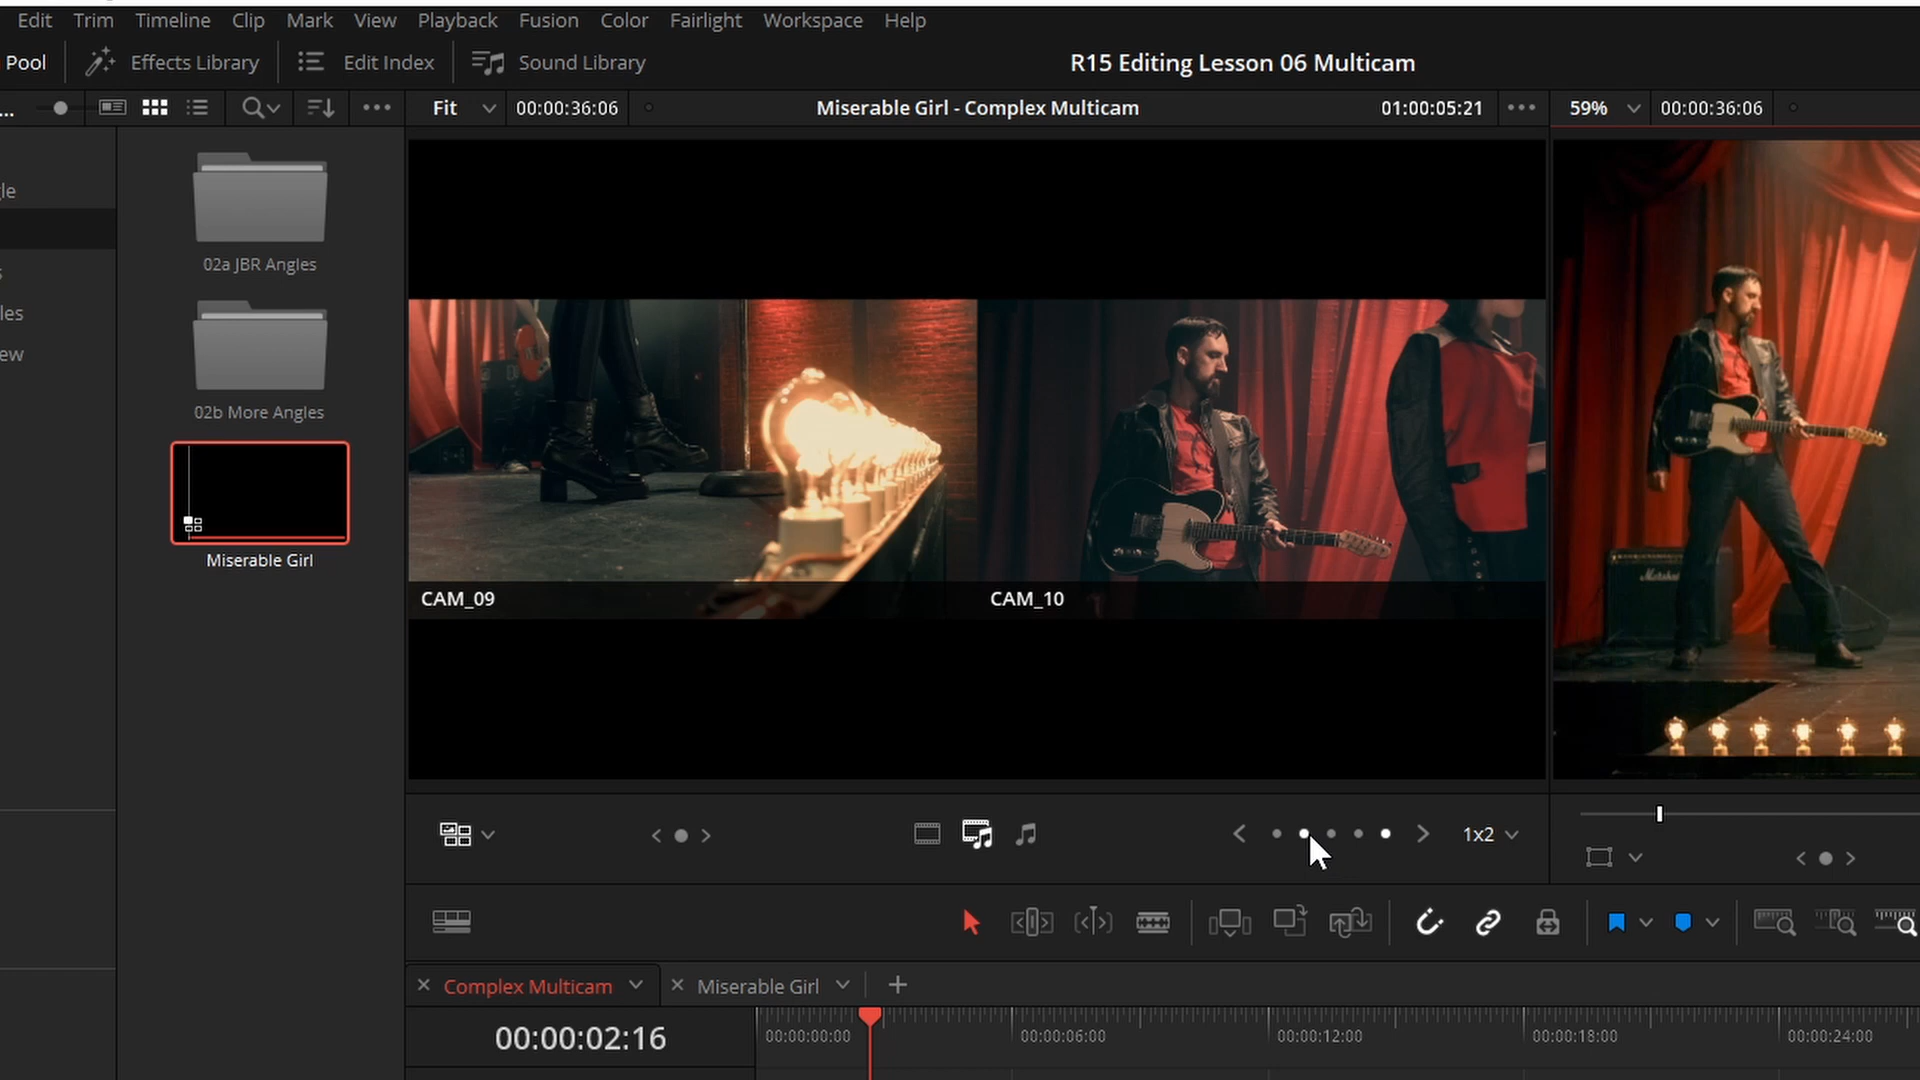 Edit Trim Timeline Clip Mark View Playback Fusion Color Fairlight Workspace Help
Pool Effects Library Edit Index Sound Library R15 Editing Lesson 06 Multicam
... Fit 00:00:36:06 Miserable Girl - Complex Multicam 01:00:05:21 59% 00:00:36:06
gle
02a JBR Angles
s
les
ew
02b More Angles
Miserable Girl
Marshall
CAM_09 CAM_10
1x2
Complex Multicam Miserable Girl
00:00:02:16 00:00:00:00 00:00:06:00 00:00:12:00 00:00:18:00 00:00:24:00